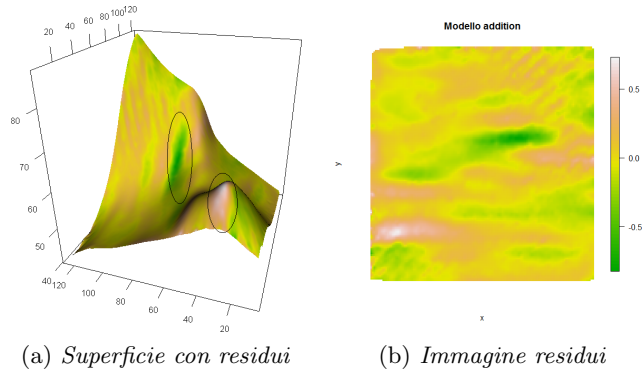 20 40 60 80 100 120
80
70
60
50
40
120
100
80
60
40
20
(a) Superficie con residui
Modello addition
y
x
0.5
0.0
-0.5
(b) Immagine residui